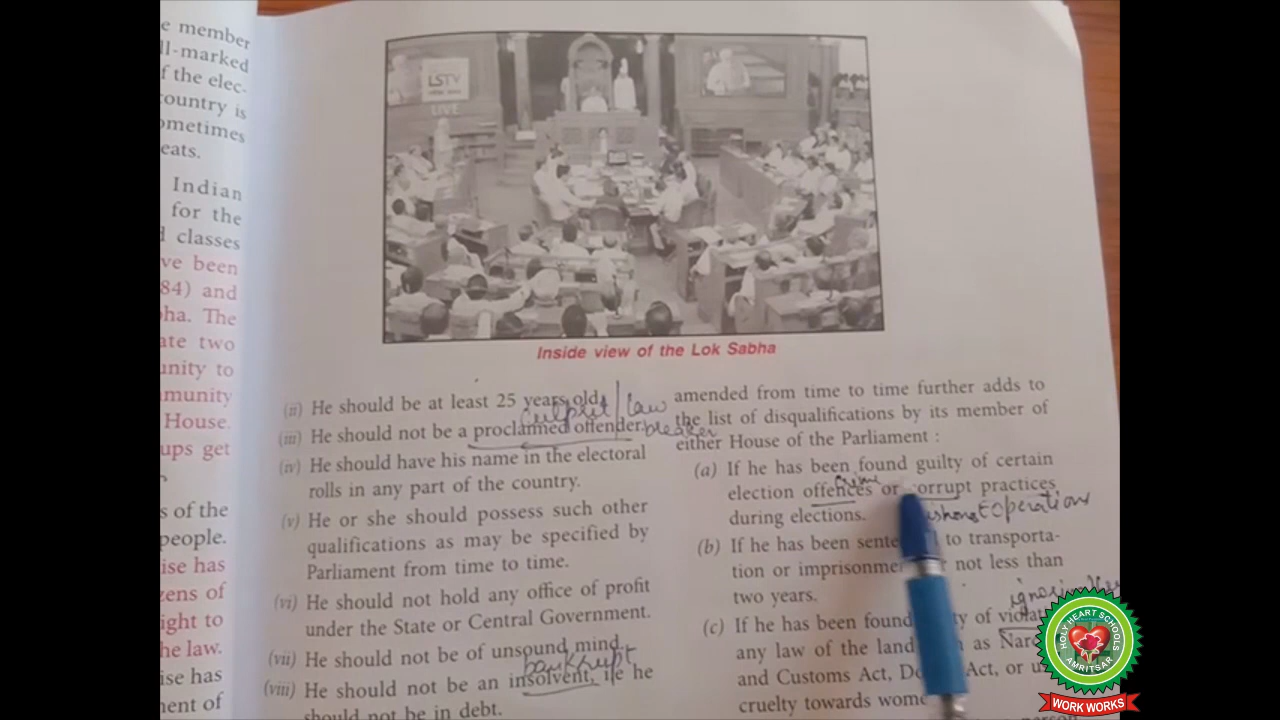 e member
ll-marked
f the elec-
country is
ometimes
eats.
Indian
for the
l classes
ve been
84) and
ha. The
ate two
unity to
mmunity
House.
ups get
s of the
people.
ise has
zens of
ight to
he law.
ise has
ment of
LSTV
LIVE
Inside view of the Lok Sabha
(ii) He should be at least 25 years old.
culprit/law
breaker
(iii) He should not be a proclaimed offender.
(iv) He should have his name in the electoral
rolls in any part of the country.
(v) He or she should possess such other
qualifications as may be specified by
Parliament from time to time.
(vi) He should not hold any office of profit
under the State or Central Government.
(vii) He should not be of unsound mind.
bankrupt
(viii) He should not be an insolvent, ie he
should not be in debt.
amended from time to time further adds to
the list of disqualifications by its member of
either House of the Parliament :
(a) If he has been found guilty of certain
crime
election offences or corrupt practices
during elections.
operations
(b) If he has been sente to transporta-
tion or imprisonme not less than
two years.
(c) If he has been found ty of violat
any law of the land as Narc
and Customs Act, Do Act, or u
cruelty towards wome
person
HOLY HEART SCHOOLS
AMRITSAR
WORK WORKS